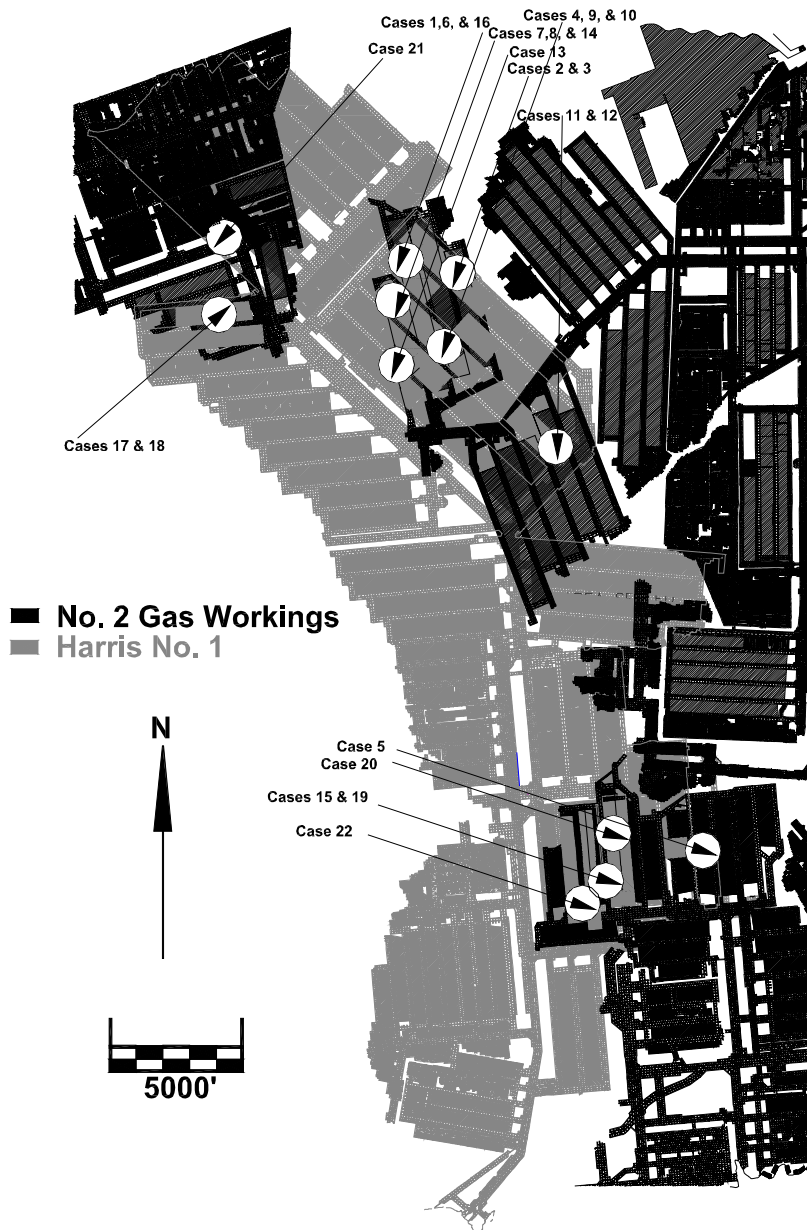 Cases 4, 9, & 10
Cases 1,6, & 16
Cases 7,8, & 14
Case 21
Case 13
Cases 2 & 3
Cases 11 & 12
Cases 17 & 18
No. 2 Gas Workings
Harris No. 1
N
Case 5
Case 20
Cases 15 & 19
Case 22
5000'